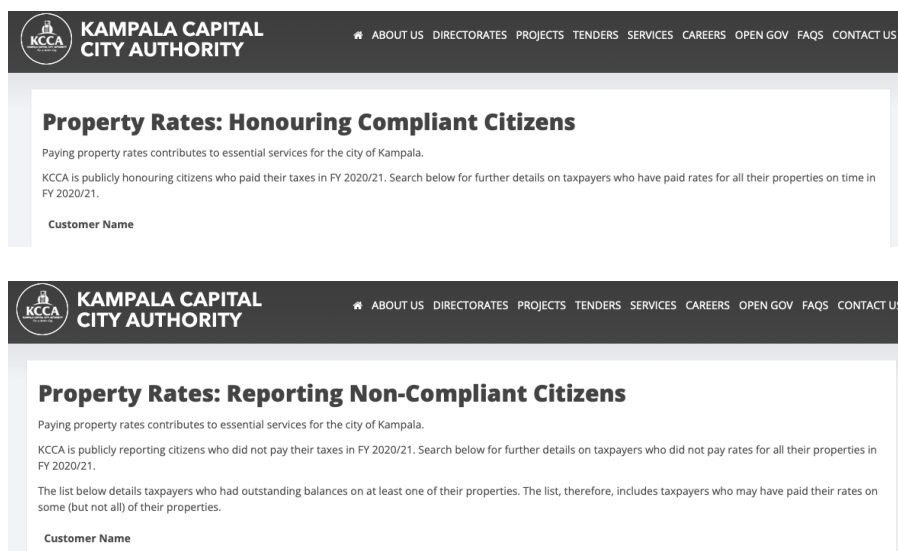 KCCA
KAMPALA CAPITAL
CITY AUTHORITY
ABOUT US DIRECTORATES PROJECTS TENDERS SERVICES CAREERS OPEN GOV FAQS CONTACT US
Property Rates: Honouring Compliant Citizens
Paying property rates contributes to essential services for the city of Kampala.
KCCA is publicly honouring citizens who paid their taxes in FY 2020/21. Search below for further details on taxpayers who have paid rates for all their properties on time in
FY 2020/21.
Customer Name
KCCA
KAMPALA CAPITAL
CITY AUTHORITY
ABOUT US DIRECTORATES PROJECTS TENDERS SERVICES CAREERS OPEN GOV FAQS CONTACT US
Property Rates: Reporting Non-Compliant Citizens
Paying property rates contributes to essential services for the city of Kampala.
KCCA is publicly reporting citizens who did not pay their taxes in FY 2020/21. Search below for further details on taxpayers who did not pay rates for all their properties in
FY 2020/21.
The list below details taxpayers who had outstanding balances on at least one of their properties. The list, therefore, includes taxpayers who may have paid their rates on
some (but not all) of their properties.
Customer Name